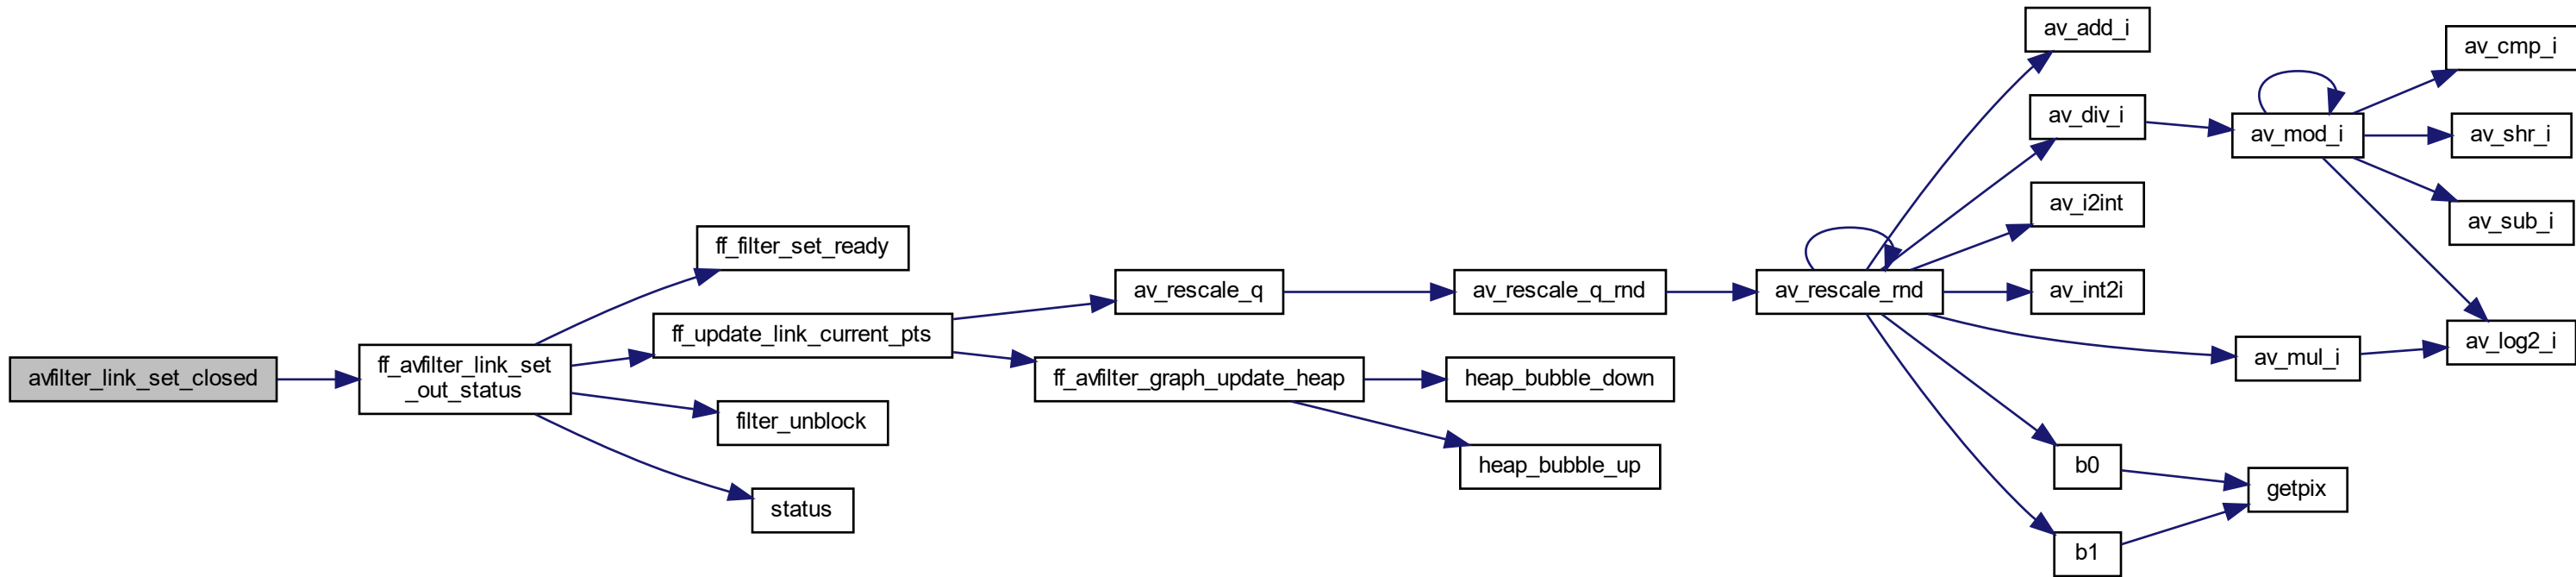 avfilter_link_set_closed
ff_avfilter_link_set
_out_status
ff_filter_set_ready
ff_update_link_current_pts
filter_unblock
status
av_rescale_q
ff_avfilter_graph_update_heap
av_rescale_q_rnd
heap_bubble_down
heap_bubble_up
av_rescale_rnd
av_add_i
av_div_i
av_i2int
av_int2i
av_mul_i
b0
b1
av_mod_i
getpix
av_cmp_i
av_shr_i
av_sub_i
av_log2_i